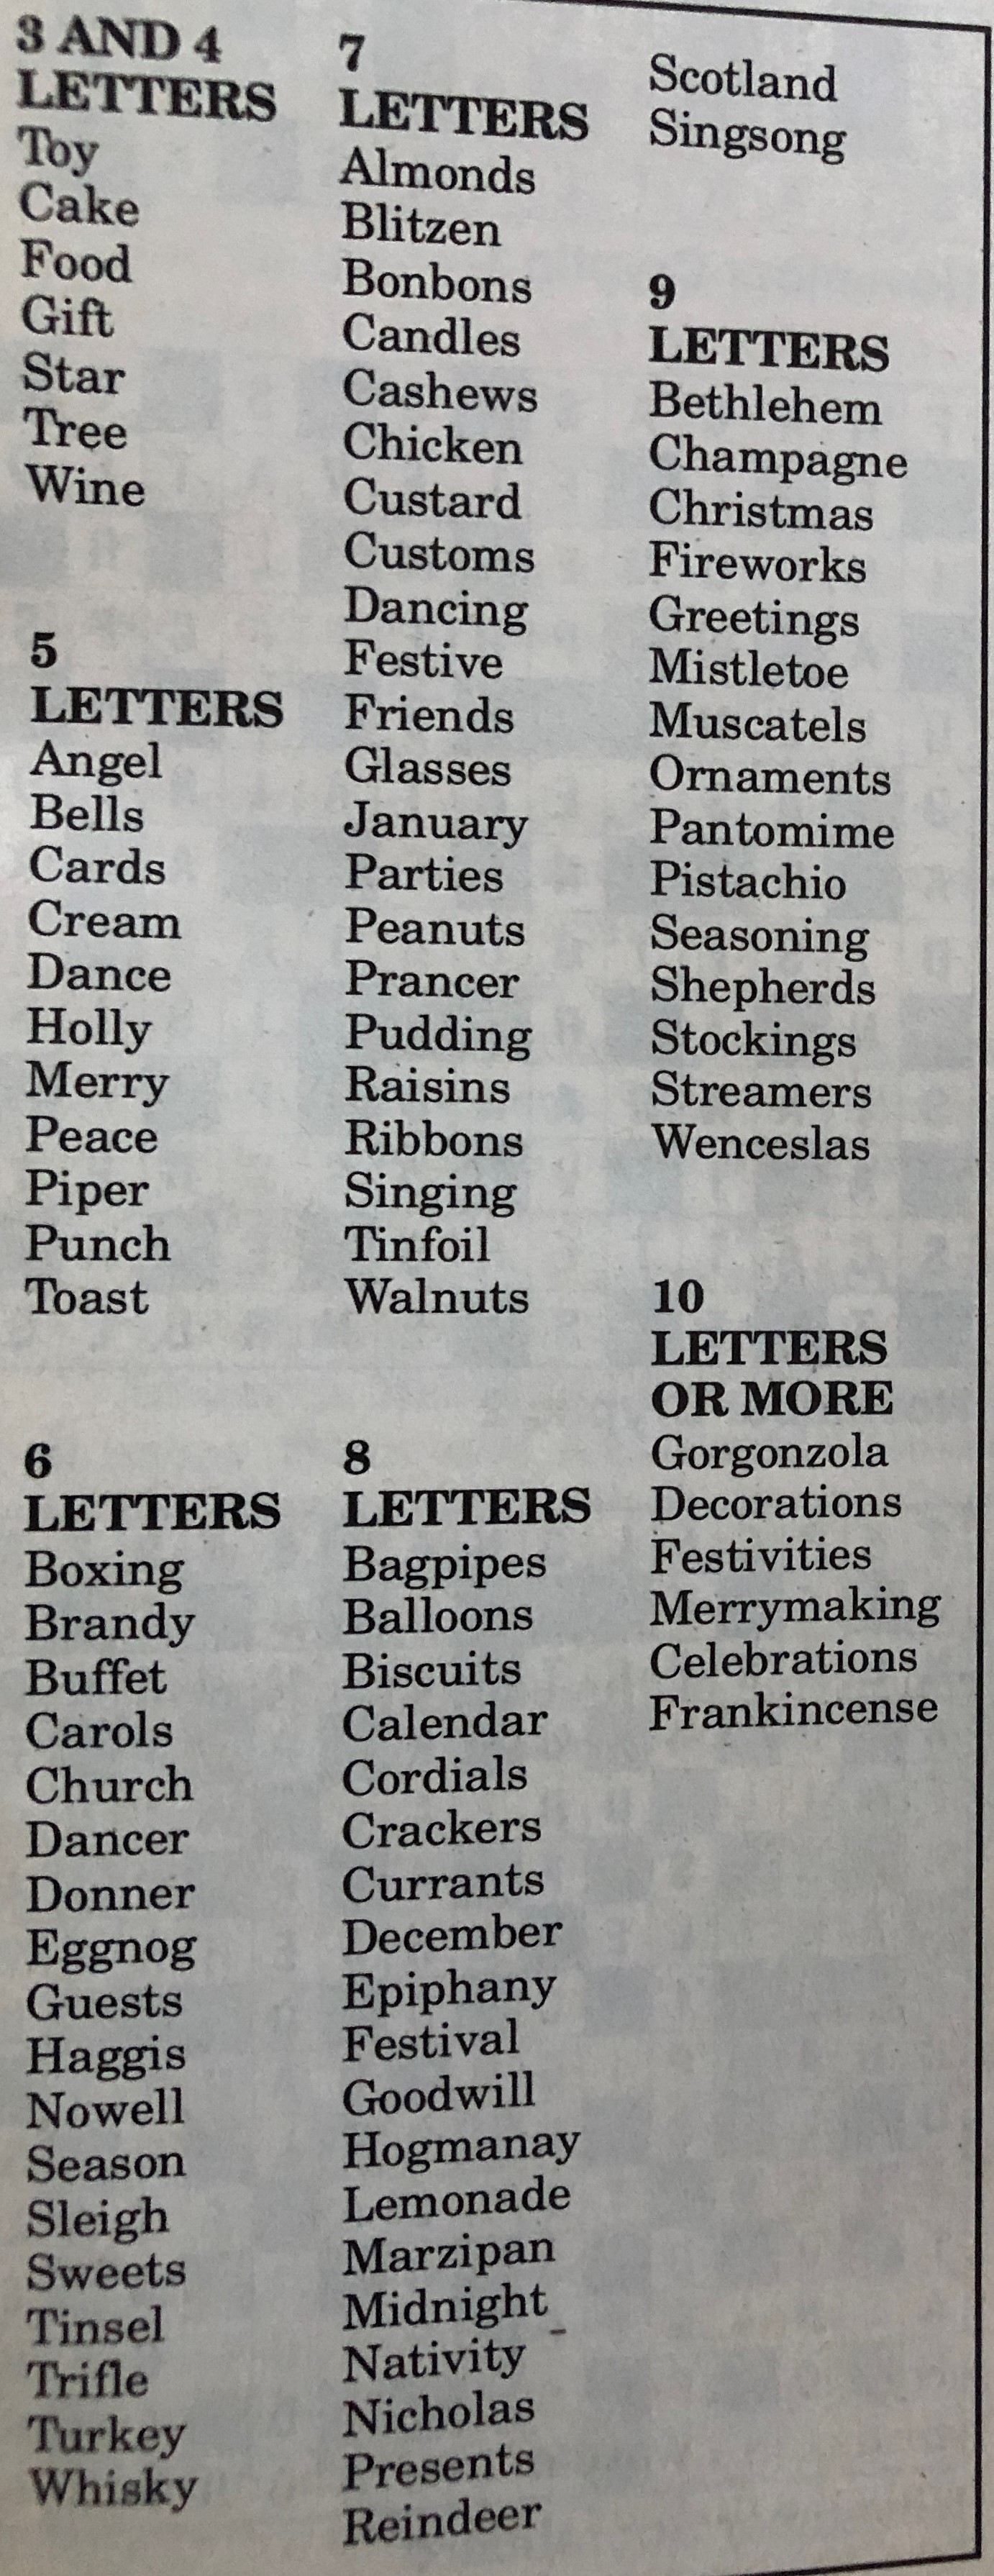 3 AND 4
LETTERS
Toy
Cake
Food
Gift
Star
Tree
Wine
5
LETTERS
Angel
Bells
Cards
Cream
Dance
Holly
Merry
Peace
Piper
Punch
Toast
6
LETTERS
Boxing
Brandy
Buffet
Carols
Church
Dancer
Donner
Eggnog
Guests
Haggis
Nowell
Season
Sleigh
Sweets
Tinsel
Trifle
Turkey
Whisky
7
LETTERS
Almonds
Blitzen
Bonbons
Candles
Cashews
Chicken
Custard
Customs
Dancing
Festive
Friends
Glasses
January
Parties
Peanuts
Prancer
Pudding
Raisins
Ribbons
Singing
Tinfoil
Walnuts
8
LETTERS
Bagpipes
Balloons
Biscuits
Calendar
Cordials
Crackers
Currants
December
Epiphany
Festival
Goodwill
Hogmanay
Lemonade
Marzipan
Midnight
Nativity
Nicholas
Presents
Reindeer
Scotland
Singsong
9
LETTERS
Bethlehem
Champagne
Christmas
Fireworks
Greetings
Mistletoe
Muscatels
Ornaments
Pantomime
Pistachio
Seasoning
Shepherds
Stockings
Streamers
Wenceslas
10
LETTERS
OR MORE
Gorgonzola
Decorations
Festivities
Merrymaking
Celebrations
Frankincense